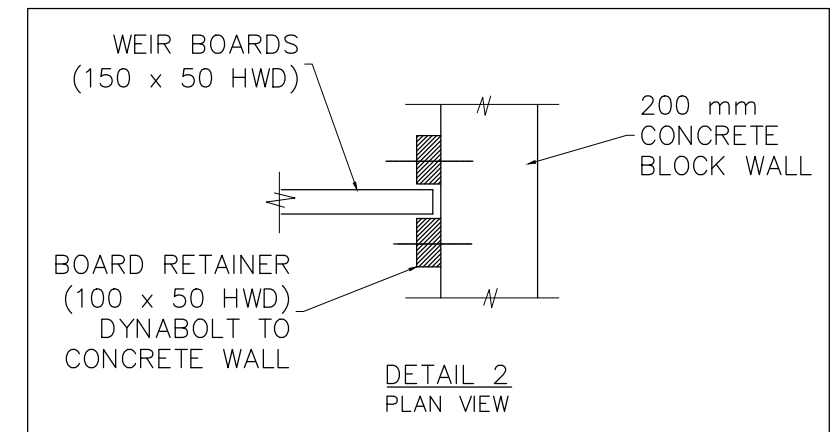 WEIR BOARDS
(150 x 50 HWD)
200 mm
CONCRETE
BLOCK WALL
BOARD RETAINER
(100 x 50 HWD)
DYNABOLT TO
CONCRETE WALL
DETAIL 2
PLAN VIEW